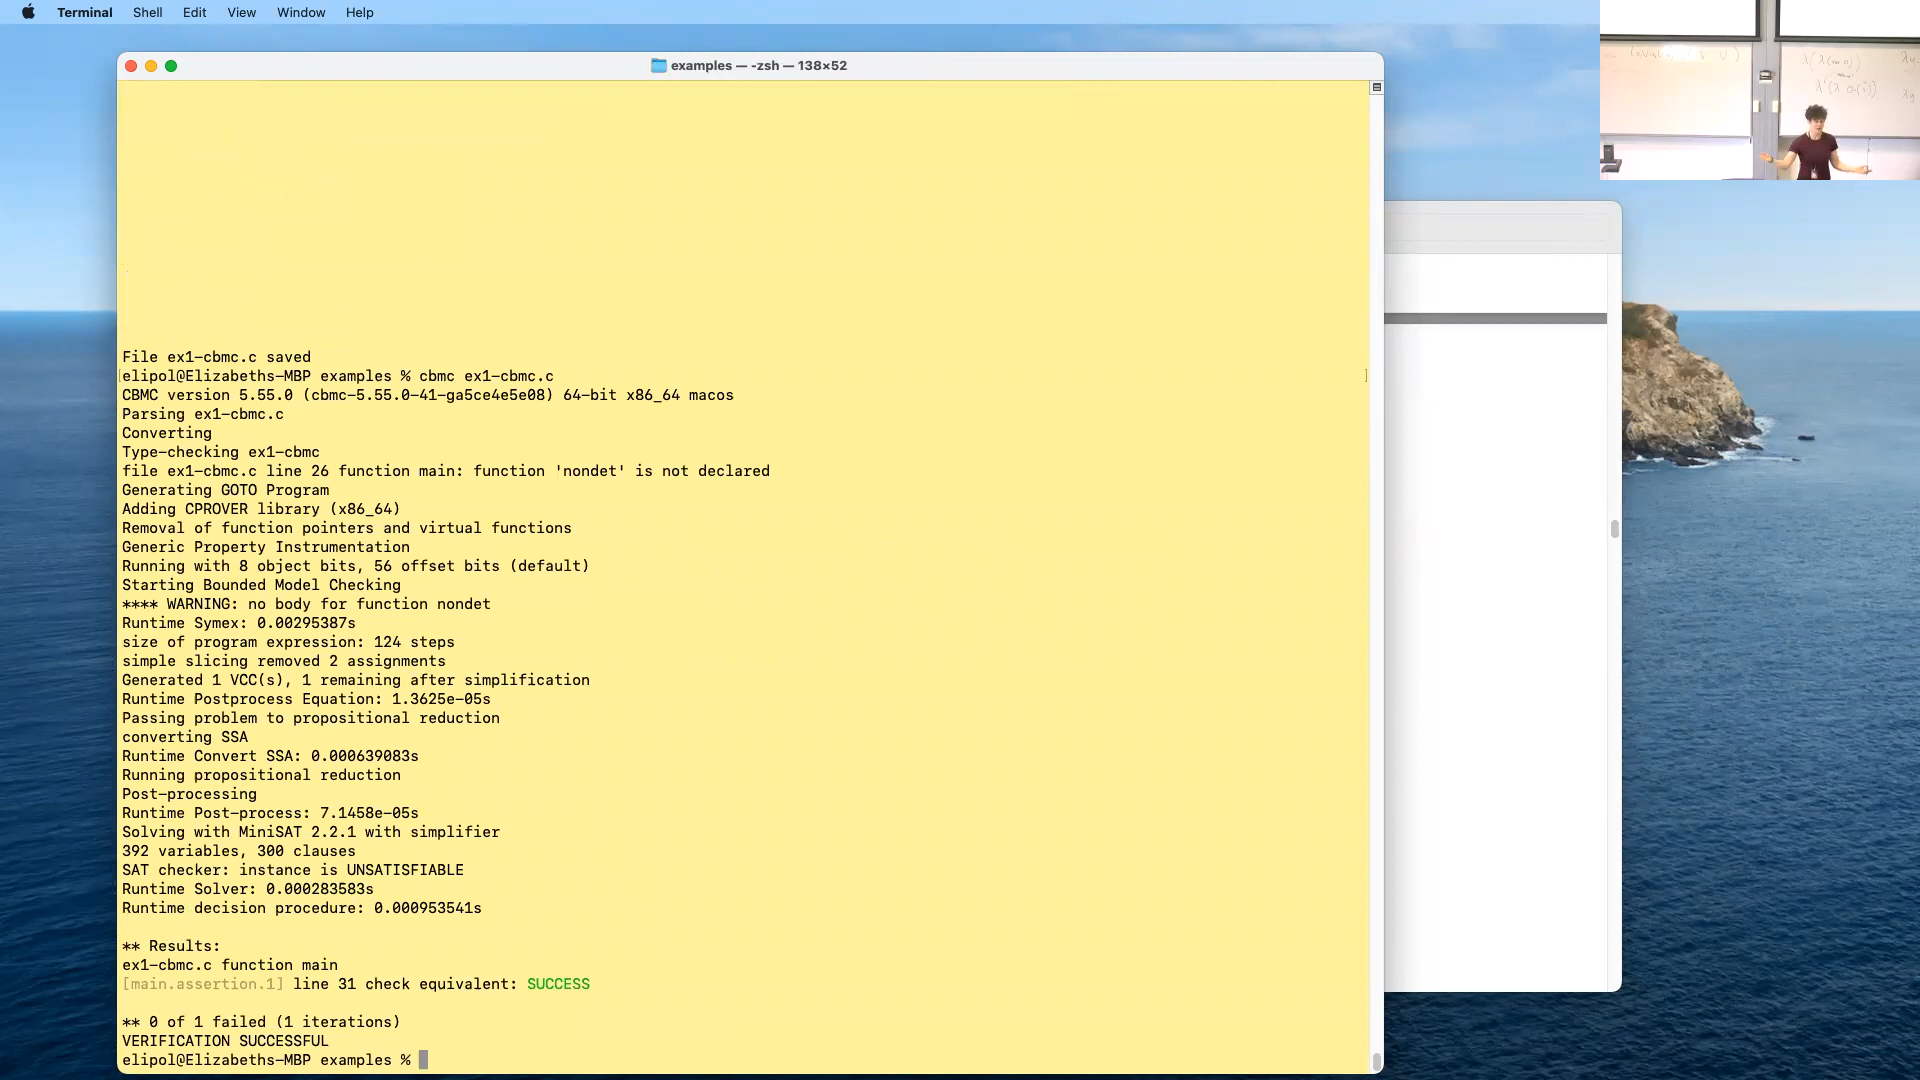 Terminal Shell Edit View Window Help
examples — -zsh — 138×52
File ex1-cbmc.c saved
[elipol@Elizabeths-MBP examples % cbmc ex1-cbmc.c ]
CBMC version 5.55.0 (cbmc-5.55.0-41-ga5ce4e5e08) 64-bit x86_64 macos
Parsing ex1-cbmc.c
Converting
Type-checking ex1-cbmc
file ex1-cbmc.c line 26 function main: function 'nondet' is not declared
Generating GOTO Program
Adding CPROVER library (x86_64)
Removal of function pointers and virtual functions
Generic Property Instrumentation
Running with 8 object bits, 56 offset bits (default)
Starting Bounded Model Checking
**** WARNING: no body for function nondet
Runtime Symex: 0.00295387s
size of program expression: 124 steps
simple slicing removed 2 assignments
Generated 1 VCC(s), 1 remaining after simplification
Runtime Postprocess Equation: 1.3625e-05s
Passing problem to propositional reduction
converting SSA
Runtime Convert SSA: 0.000639083s
Running propositional reduction
Post-processing
Runtime Post-process: 7.1458e-05s
Solving with MiniSAT 2.2.1 with simplifier
392 variables, 300 clauses
SAT checker: instance is UNSATISFIABLE
Runtime Solver: 0.000283583s
Runtime decision procedure: 0.000953541s
** Results:
ex1-cbmc.c function main
[main.assertion.1] line 31 check equivalent: SUCCESS
** 0 of 1 failed (1 iterations)
VERIFICATION SUCCESSFUL
elipol@Elizabeths-MBP examples %